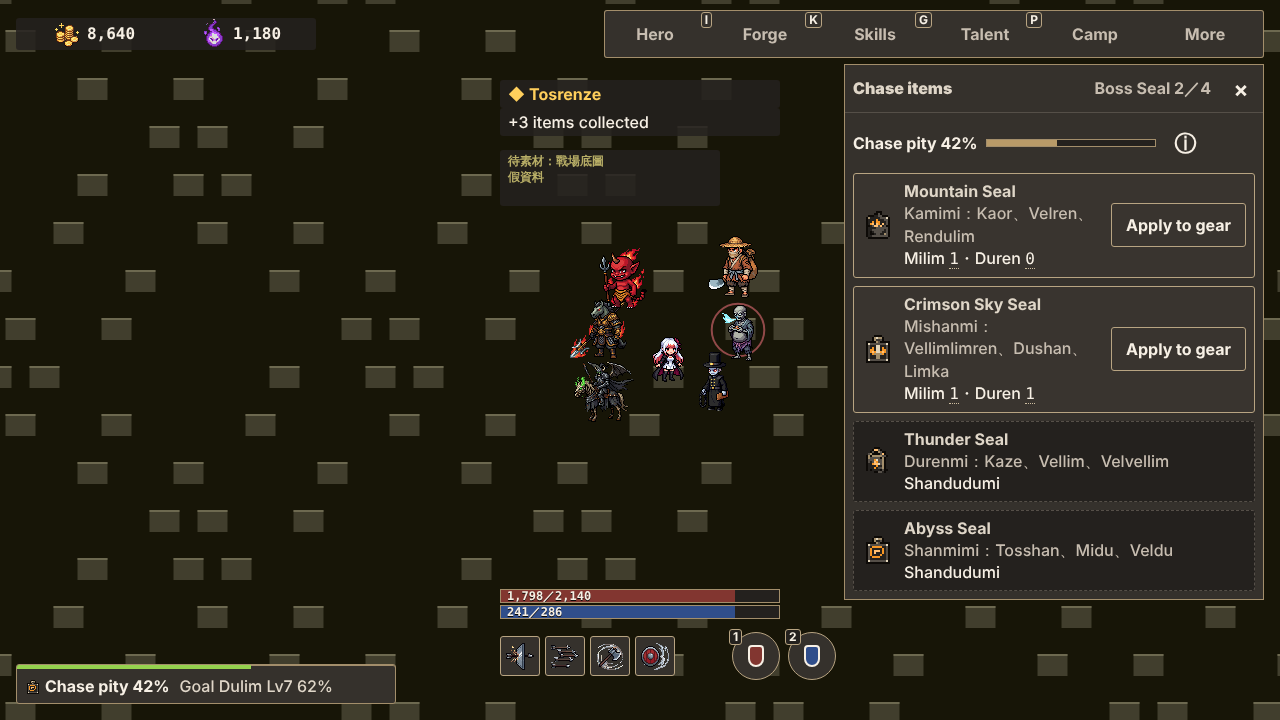 8,640
1,180
Hero I
Forge K
Skills G
Talent P
Camp
More
Tosrenze
+3 items collected
待素材：戰場底圖
假資料
Chase items
Boss Seal 2／4
×
Chase pity 42%
Mountain Seal
Kamimi：Kaor、Velren、
Rendulim
Milim 1・Duren 0
Apply to gear
Crimson Sky Seal
Mishanmi：
Vellimlimren、Dushan、
Limka
Milim 1・Duren 1
Apply to gear
Thunder Seal
Durenmi：Kaze、Vellim、Velvellim
Shandudumi
Abyss Seal
Shanmimi：Tosshan、Midu、Veldu
Shandudumi
1,798／2,140
241／286
1
2
Chase pity 42% Goal Dulim Lv7 62%